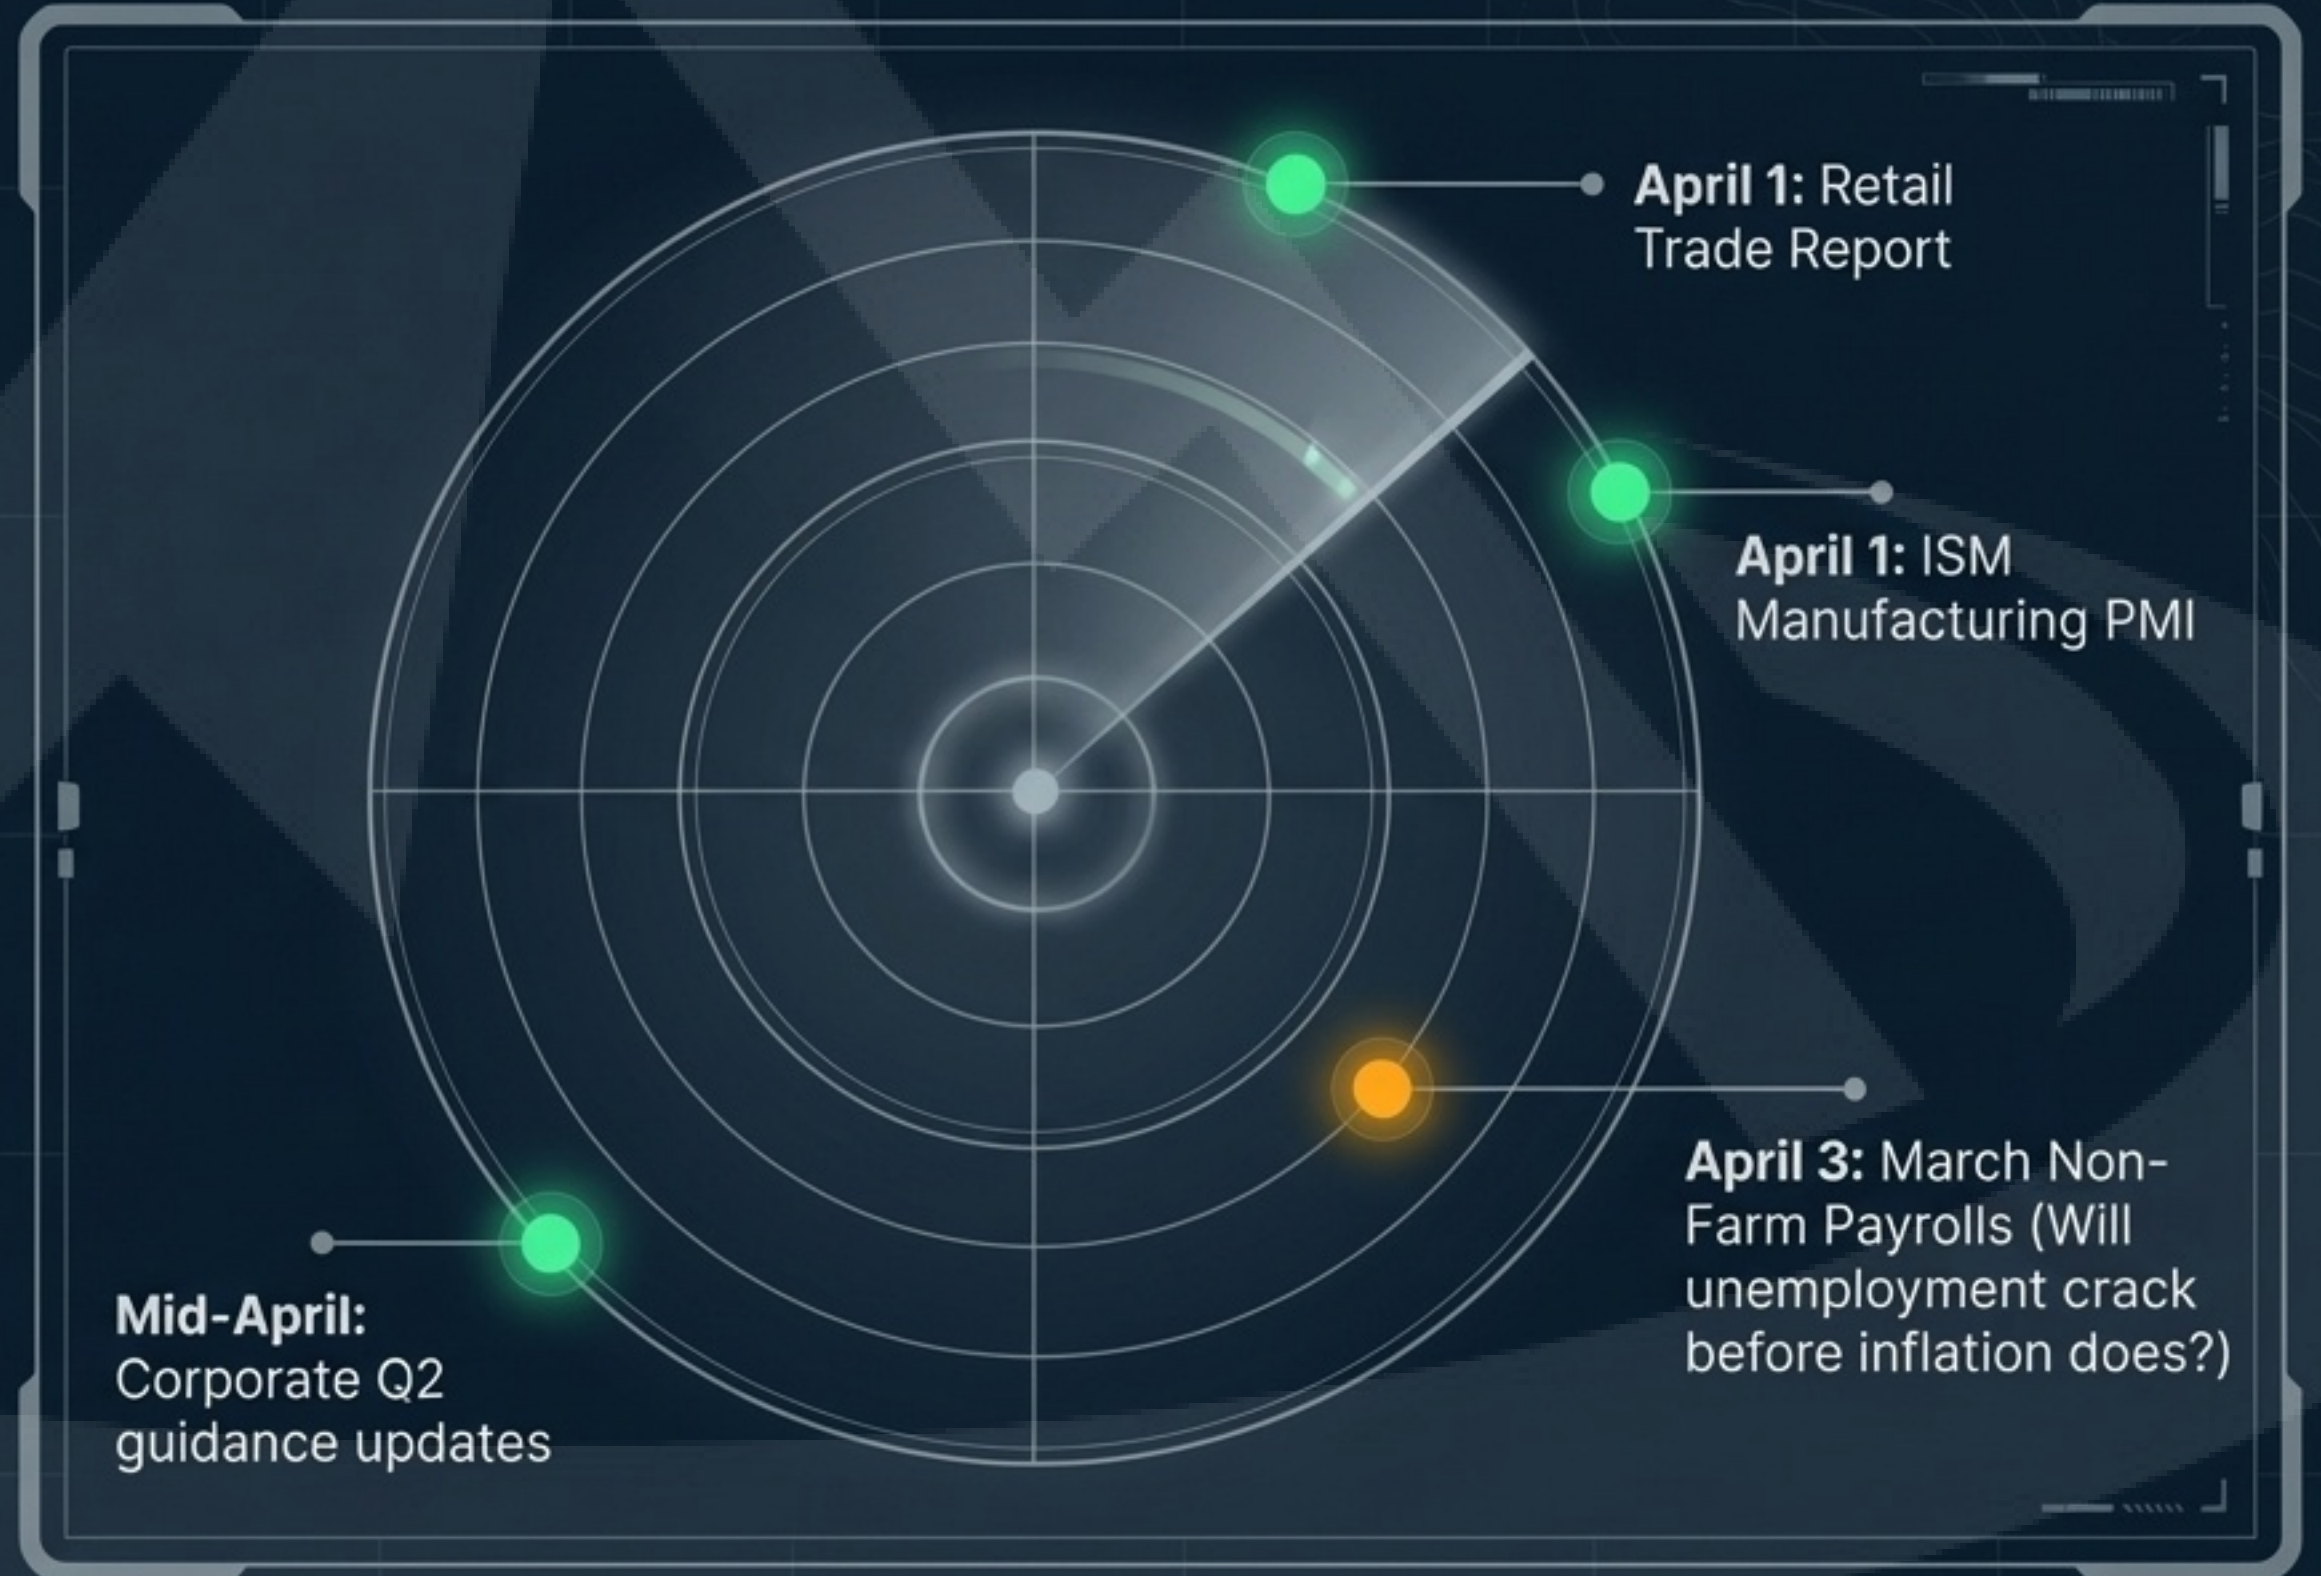 April 1: Retail
Trade Report
April 1: ISM
Manufacturing PMI
April 3: March Non-
Farm Payrolls (Will
unemployment crack
before inflation does?)
Mid-April:
Corporate Q2
guidance updates